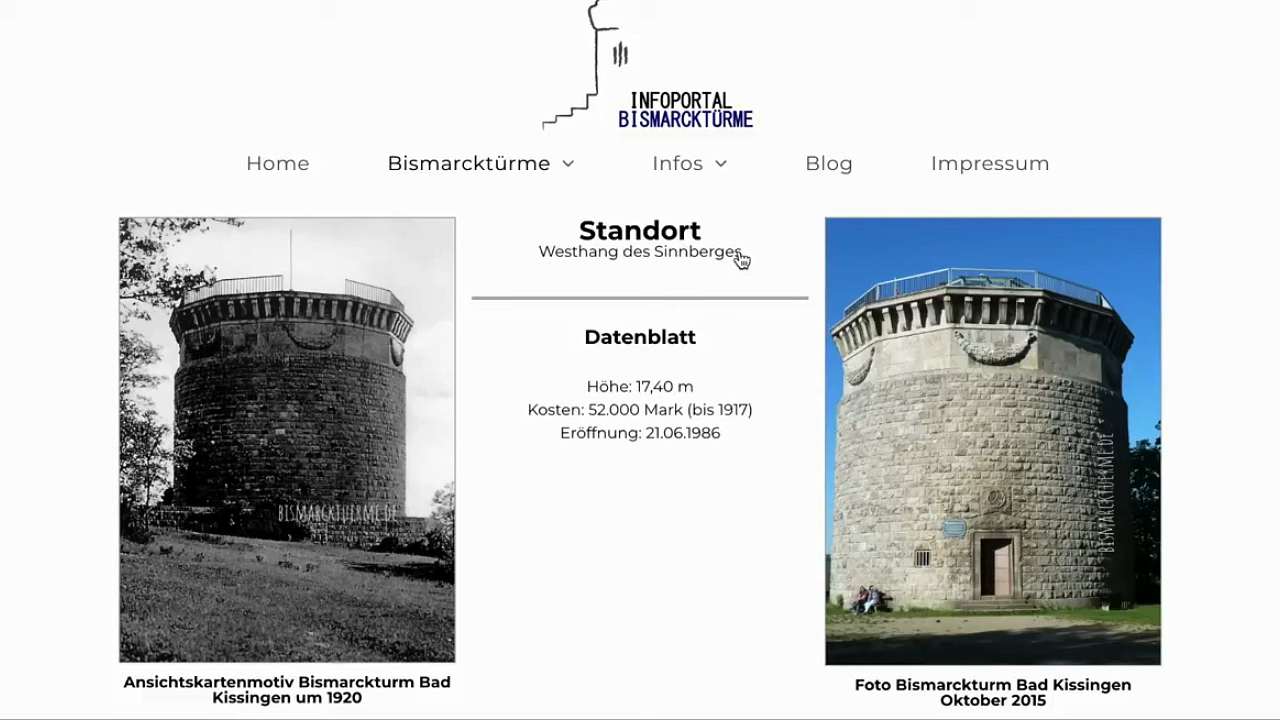 INFOPORTAL
BISMARCKTÜRME
Home
Bismarcktürme
Infos
Blog
Impressum
Standort
Westhang des Sinnberges
Datenblatt
Höhe: 17,40 m
Kosten: 52.000 Mark (bis 1917)
Eröffnung: 21.06.1986
BISMARCKTUERME.DE
Ansichtskartenmotiv Bismarckturm Bad
Kissingen um 1920
BISMARCKTUERME.DE
Foto Bismarckturm Bad Kissingen
Oktober 2015